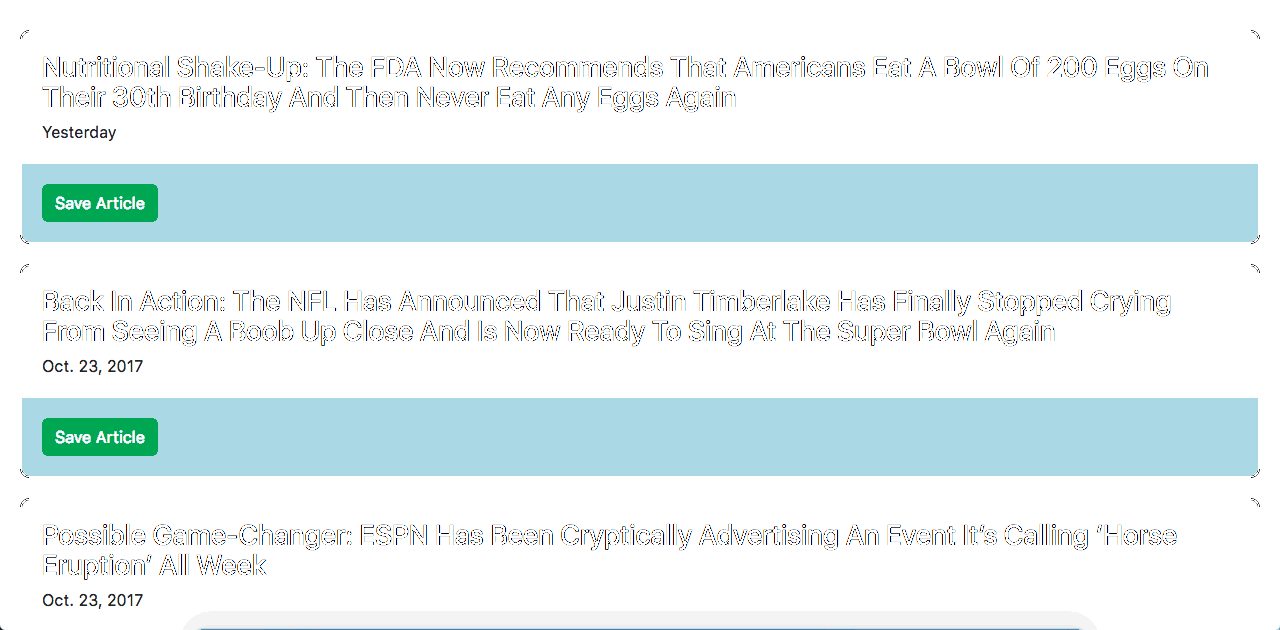 Nutritional Shake-Up: The FDA Now Recommends That Americans Eat A Bowl Of 200 Eggs On
Their 30th Birthday And Then Never Eat Any Eggs Again
Yesterday
Save Article
Back In Action: The NFL Has Announced That Justin Timberlake Has Finally Stopped Crying
From Seeing A Boob Up Close And Is Now Ready To Sing At The Super Bowl Again
Oct. 23, 2017
Save Article
Possible Game-Changer: ESPN Has Been Cryptically Advertising An Event It’s Calling ‘Horse
Eruption’ All Week
Oct. 23, 2017